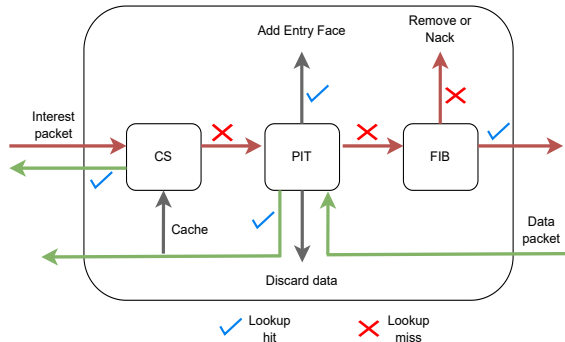 Add Entry Face
Remove or
Nack
Interest
packet
CS
PIT
FIB
Cache
Data
packet
Discard data
Lookup
hit
Lookup
miss